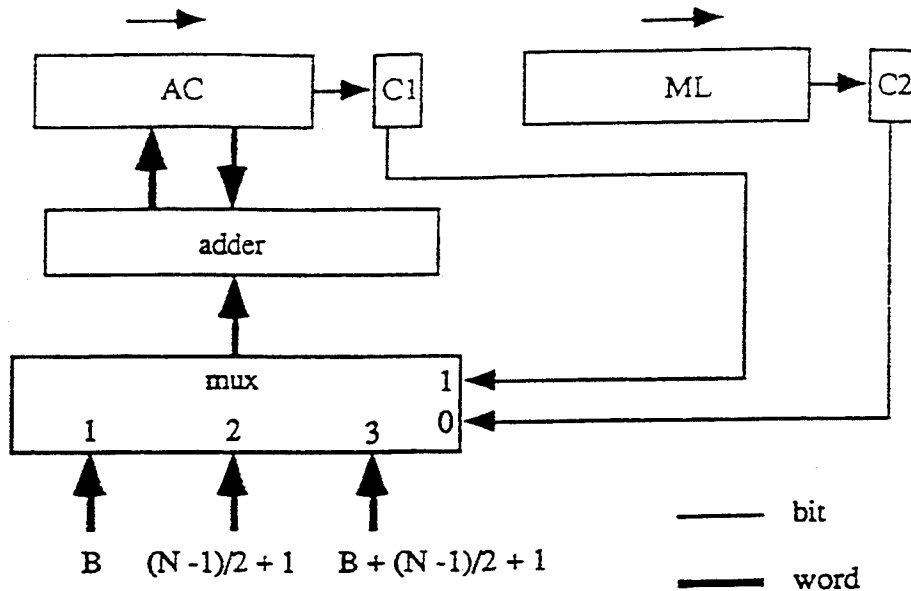 AC C1 ML C2
adder
mux 1
0
1 2 3
B (N -1)/2 + 1 B + (N -1)/2 + 1
bit
word